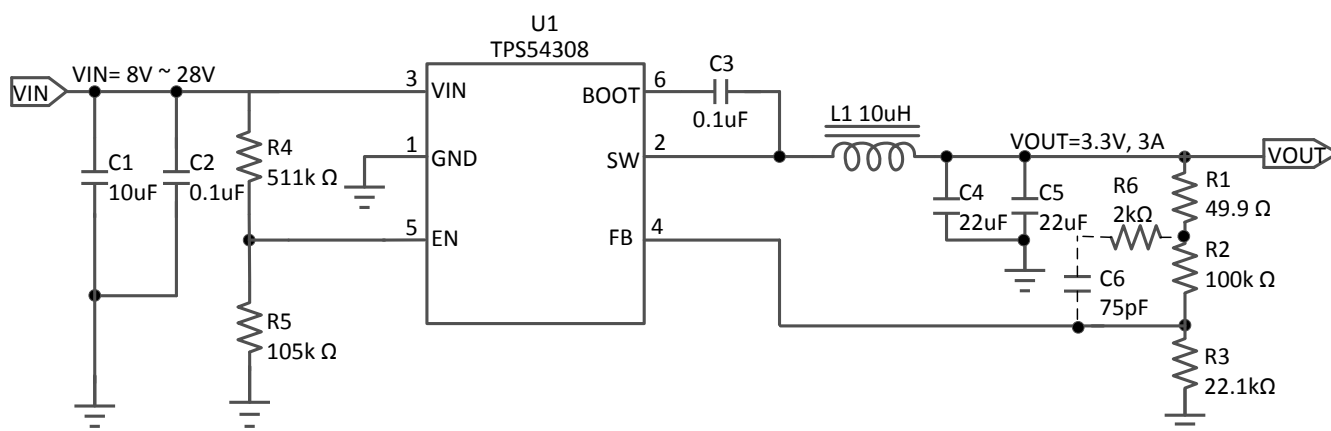 U1
TPS54308
VIN
VIN= 8V ~ 28V
3
VIN
BOOT
6
C3
0.1uF
L1 10uH
1
GND
SW
2
VOUT=3.3V, 3A
VOUT
C1
10uF
C2
0.1uF
R4
511k Ω
C4
22uF
C5
22uF
R6
2kΩ
R1
49.9 Ω
5
EN
FB
4
R2
100k Ω
C6
75pF
R5
105k Ω
R3
22.1kΩ